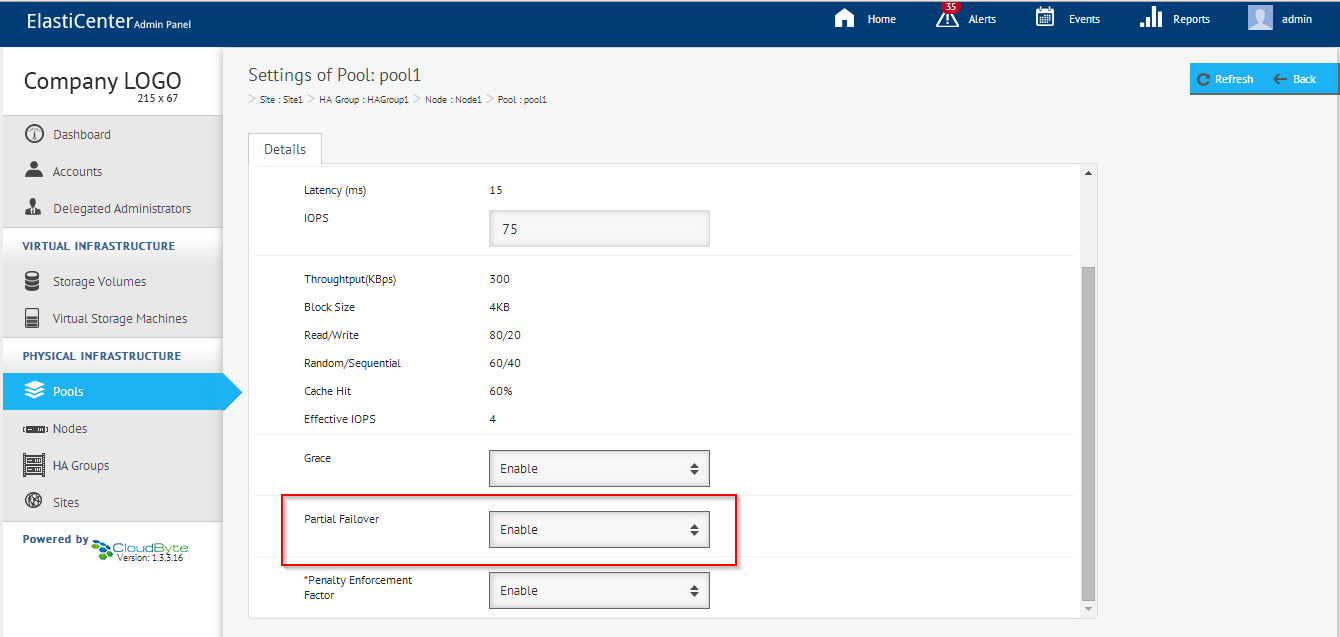 ElastiCenter Admin Panel
Home
35
Alerts
Events
Reports
admin
Company LOGO
215 x 67
Dashboard
Accounts
Delegated Administrators
VIRTUAL INFRASTRUCTURE
Storage Volumes
Virtual Storage Machines
PHYSICAL INFRASTRUCTURE
Pools
Nodes
HA Groups
Sites
Powered by CloudByte
Version: 1.3.3.16
Settings of Pool: pool1
> Site : Site1 > HA Group : HAGroup1 > Node : Node1 > Pool : pool1
Refresh
Back
Details
Latency (ms) 15
IOPS 75
Throughtput(KBps) 300
Block Size 4KB
Read/Write 80/20
Random/Sequential 60/40
Cache Hit 60%
Effective IOPS 4
Grace Enable
Partial Failover Enable
*Penalty Enforcement Enable
Factor